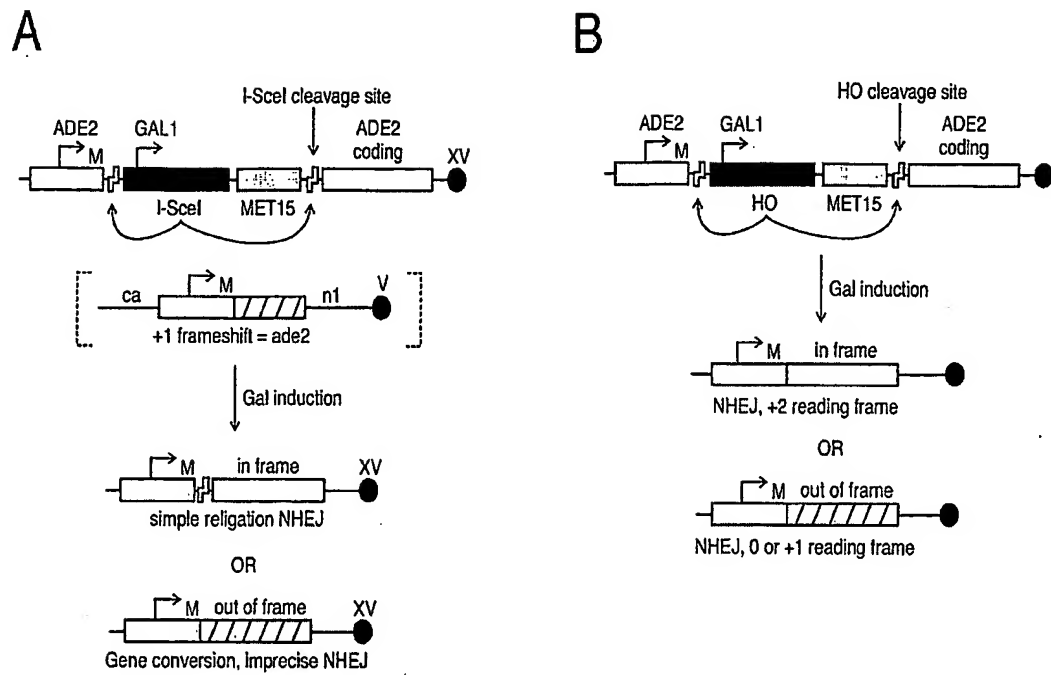 A
I-SceI cleavage site
ADE2
M
GAL1
ADE2
coding
XV
I-SceI
MET15
ca
M
n1
V
+1 frameshift = ade2
Gal induction
M
in frame
XV
simple religation NHEJ
OR
M
out of frame
XV
Gene conversion, Imprecise NHEJ
B
HO cleavage site
ADE2
M
GAL1
ADE2
coding
HO
MET15
Gal induction
M
in frame
NHEJ, +2 reading frame
OR
M
out of frame
NHEJ, 0 or +1 reading frame